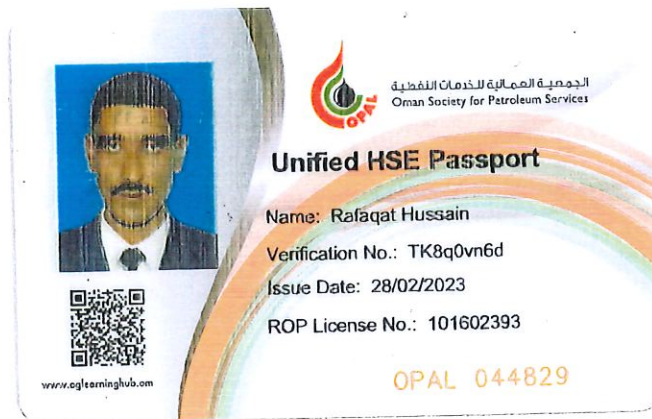 OPAL
الجمعية العمانية للخدمات النفطية
Oman Society for Petroleum Services
Unified HSE Passport
Name: Rafaqat Hussain
Verification No.: TK8q0vn6d
Issue Date: 28/02/2023
ROP License No.: 101602393
www.oglearninghub.om
OPAL 044829